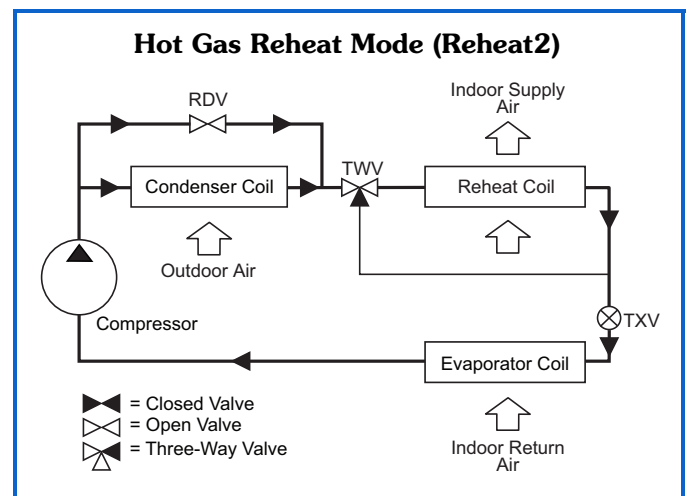 Hot Gas Reheat Mode (Reheat2)
Indoor Supply
Air
RDV
TWV
Condenser Coil
Reheat Coil
Outdoor Air
Compressor
TXV
Evaporator Coil
= Closed Valve
= Open Valve
= Three-Way Valve
Indoor Return
Air